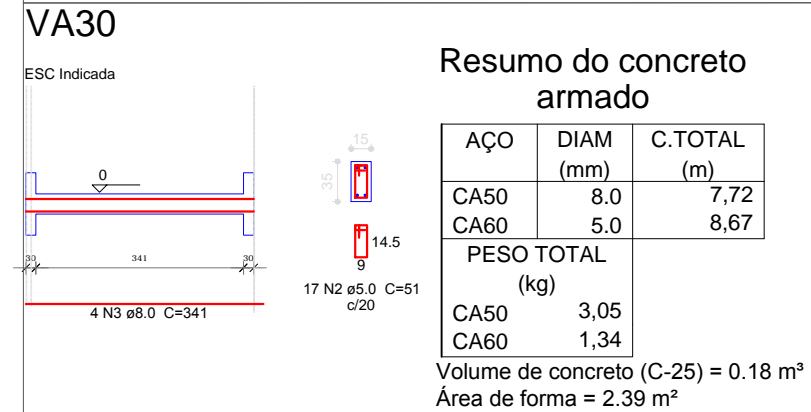 VA30
ESC Indicada
0
30 341 30
4 N3 ø8.0 C=341
15
35
14.5
9
17 N2 ø5.0 C=51
c/20
Resumo do concreto
armado
AÇO DIAM C.TOTAL
(mm) (m)
CA50 8.0 7,72
CA60 5.0 8,67
PESO TOTAL
(kg)
CA50 3,05
CA60 1,34
Volume de concreto (C-25) = 0.18 m³
Área de forma = 2.39 m²